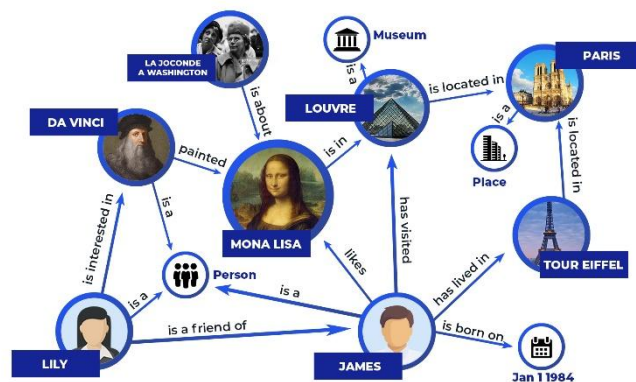 Museum
PARIS
LA JOCONDE
A WASHINGTON
is a
is located in
LOUVRE
is about
is a
is located in
DA VINCI
painted
is in
Place
is a
has visited
MONA LISA
TOUR EIFFEL
is interested in
Person
likes
has lived in
is a
is a
is a friend of
is born on
LILY
JAMES
Jan 1 1984